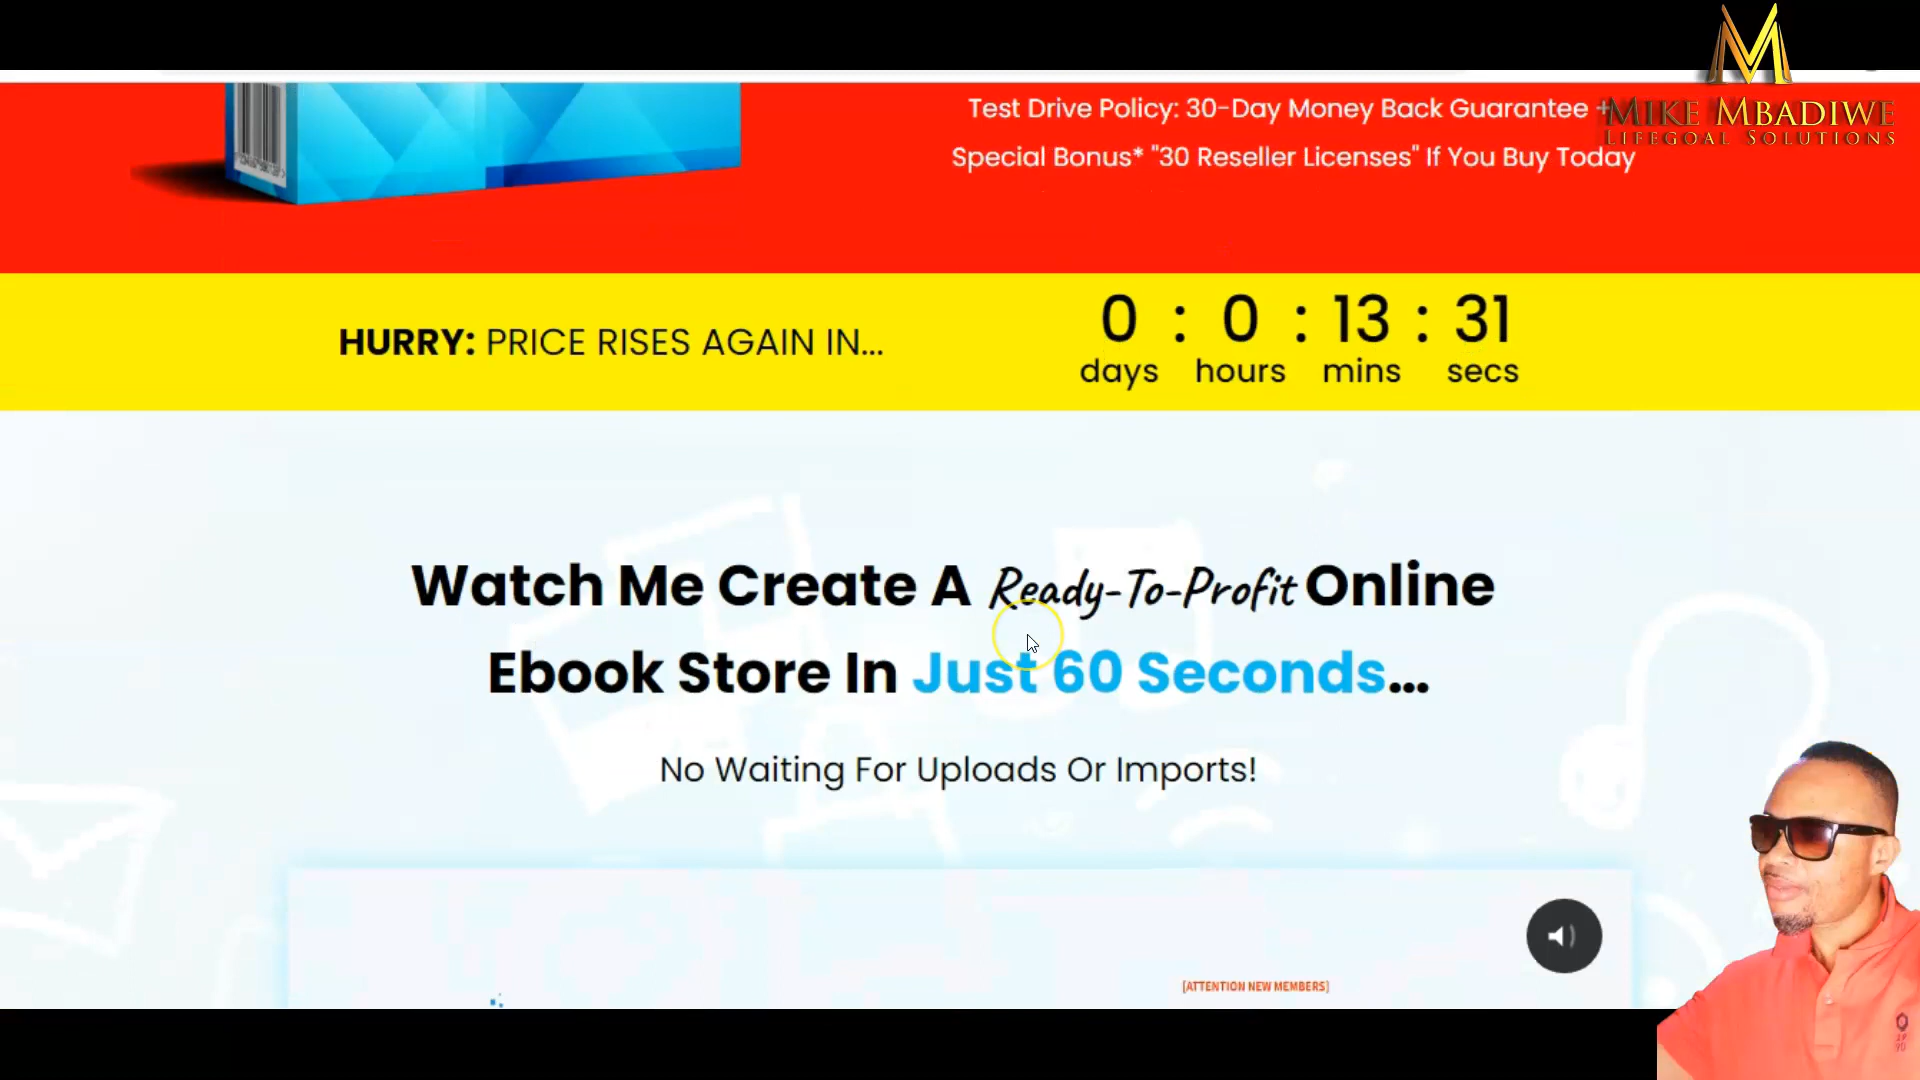 Test Drive Policy: 30-Day Money Back Guarantee +
Special Bonus* "30 Reseller Licenses" If You Buy Today
MIKE MBADIWE
LIFEGOAL SOLUTIONS
HURRY: PRICE RISES AGAIN IN...
0 : 0 : 13 : 31
days hours mins secs
Watch Me Create A Ready-To-Profit Online
Ebook Store In Just 60 Seconds...
No Waiting For Uploads Or Imports!
[ATTENTION NEW MEMBERS]